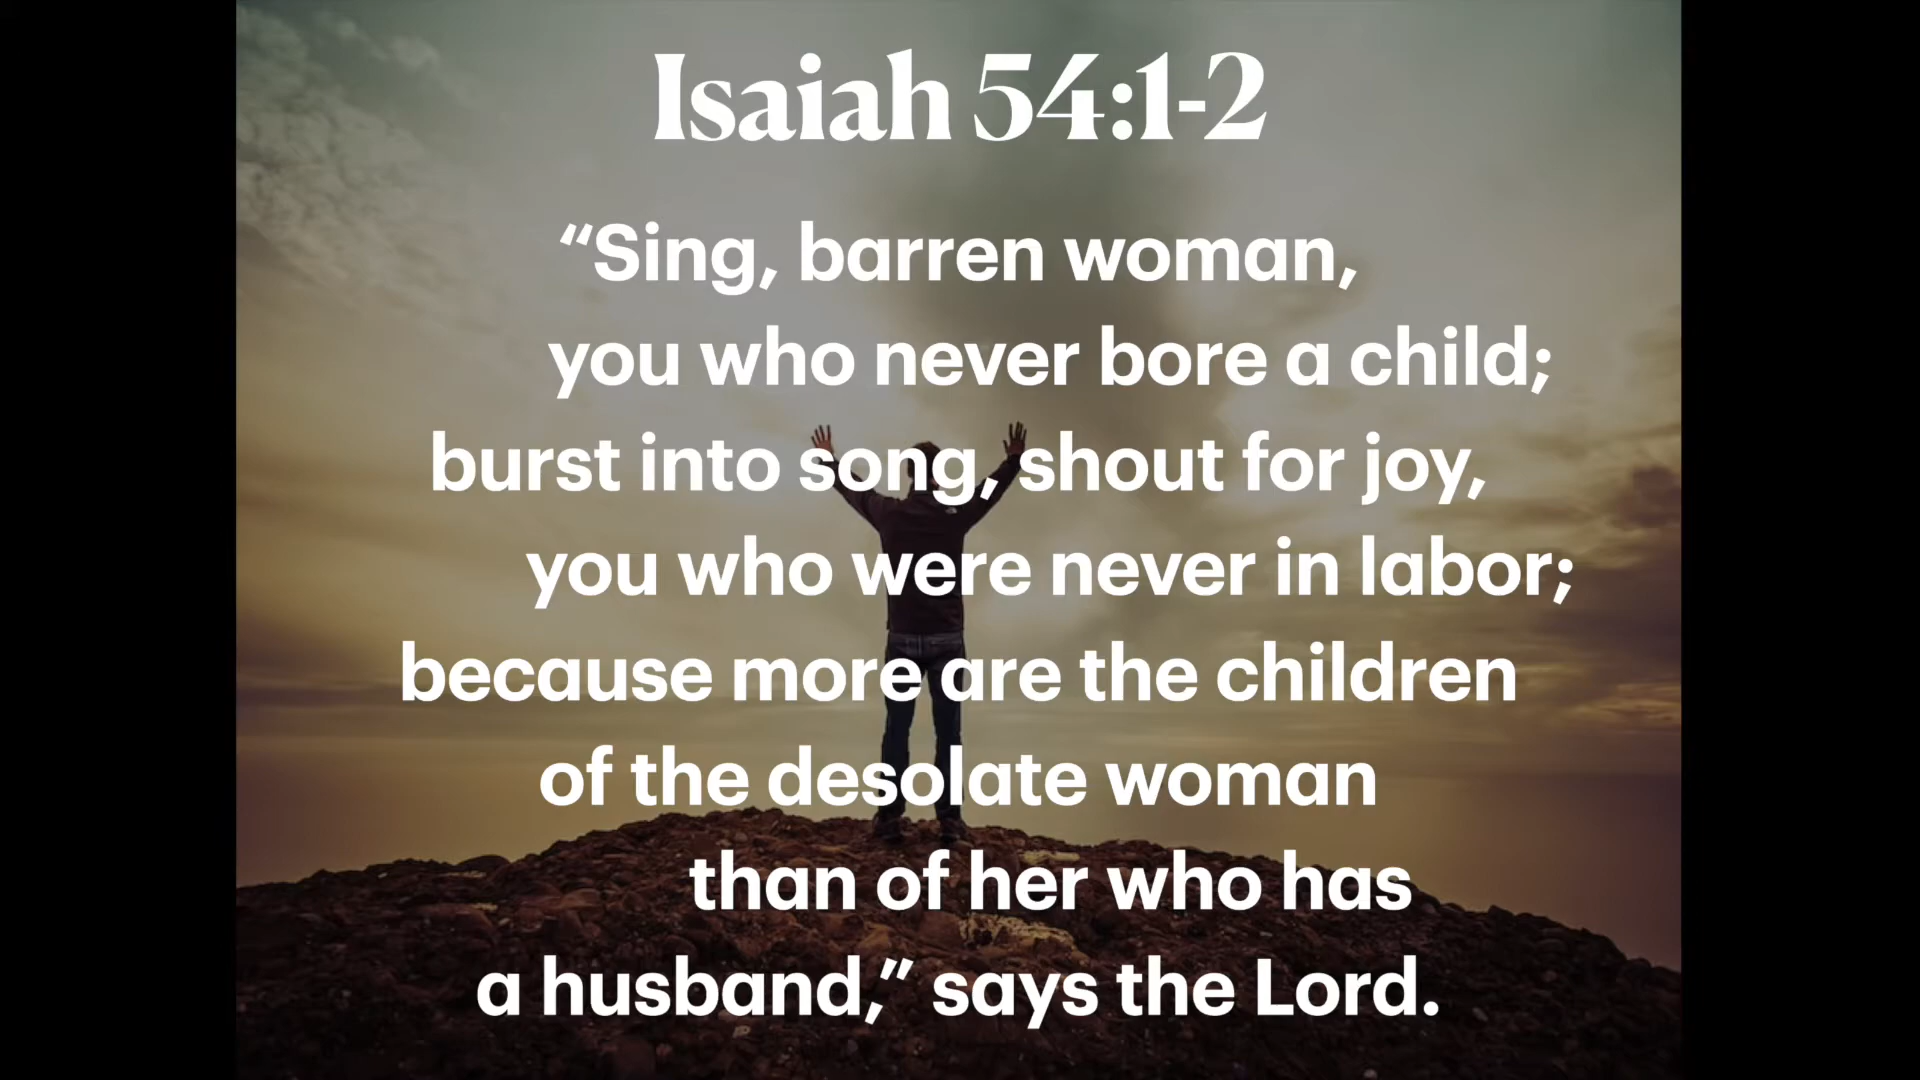 Isaiah 54:1-2
“Sing, barren woman,
you who never bore a child;
burst into song, shout for joy,
you who were never in labor;
because more are the children
of the desolate woman
than of her who has
a husband,” says the Lord.